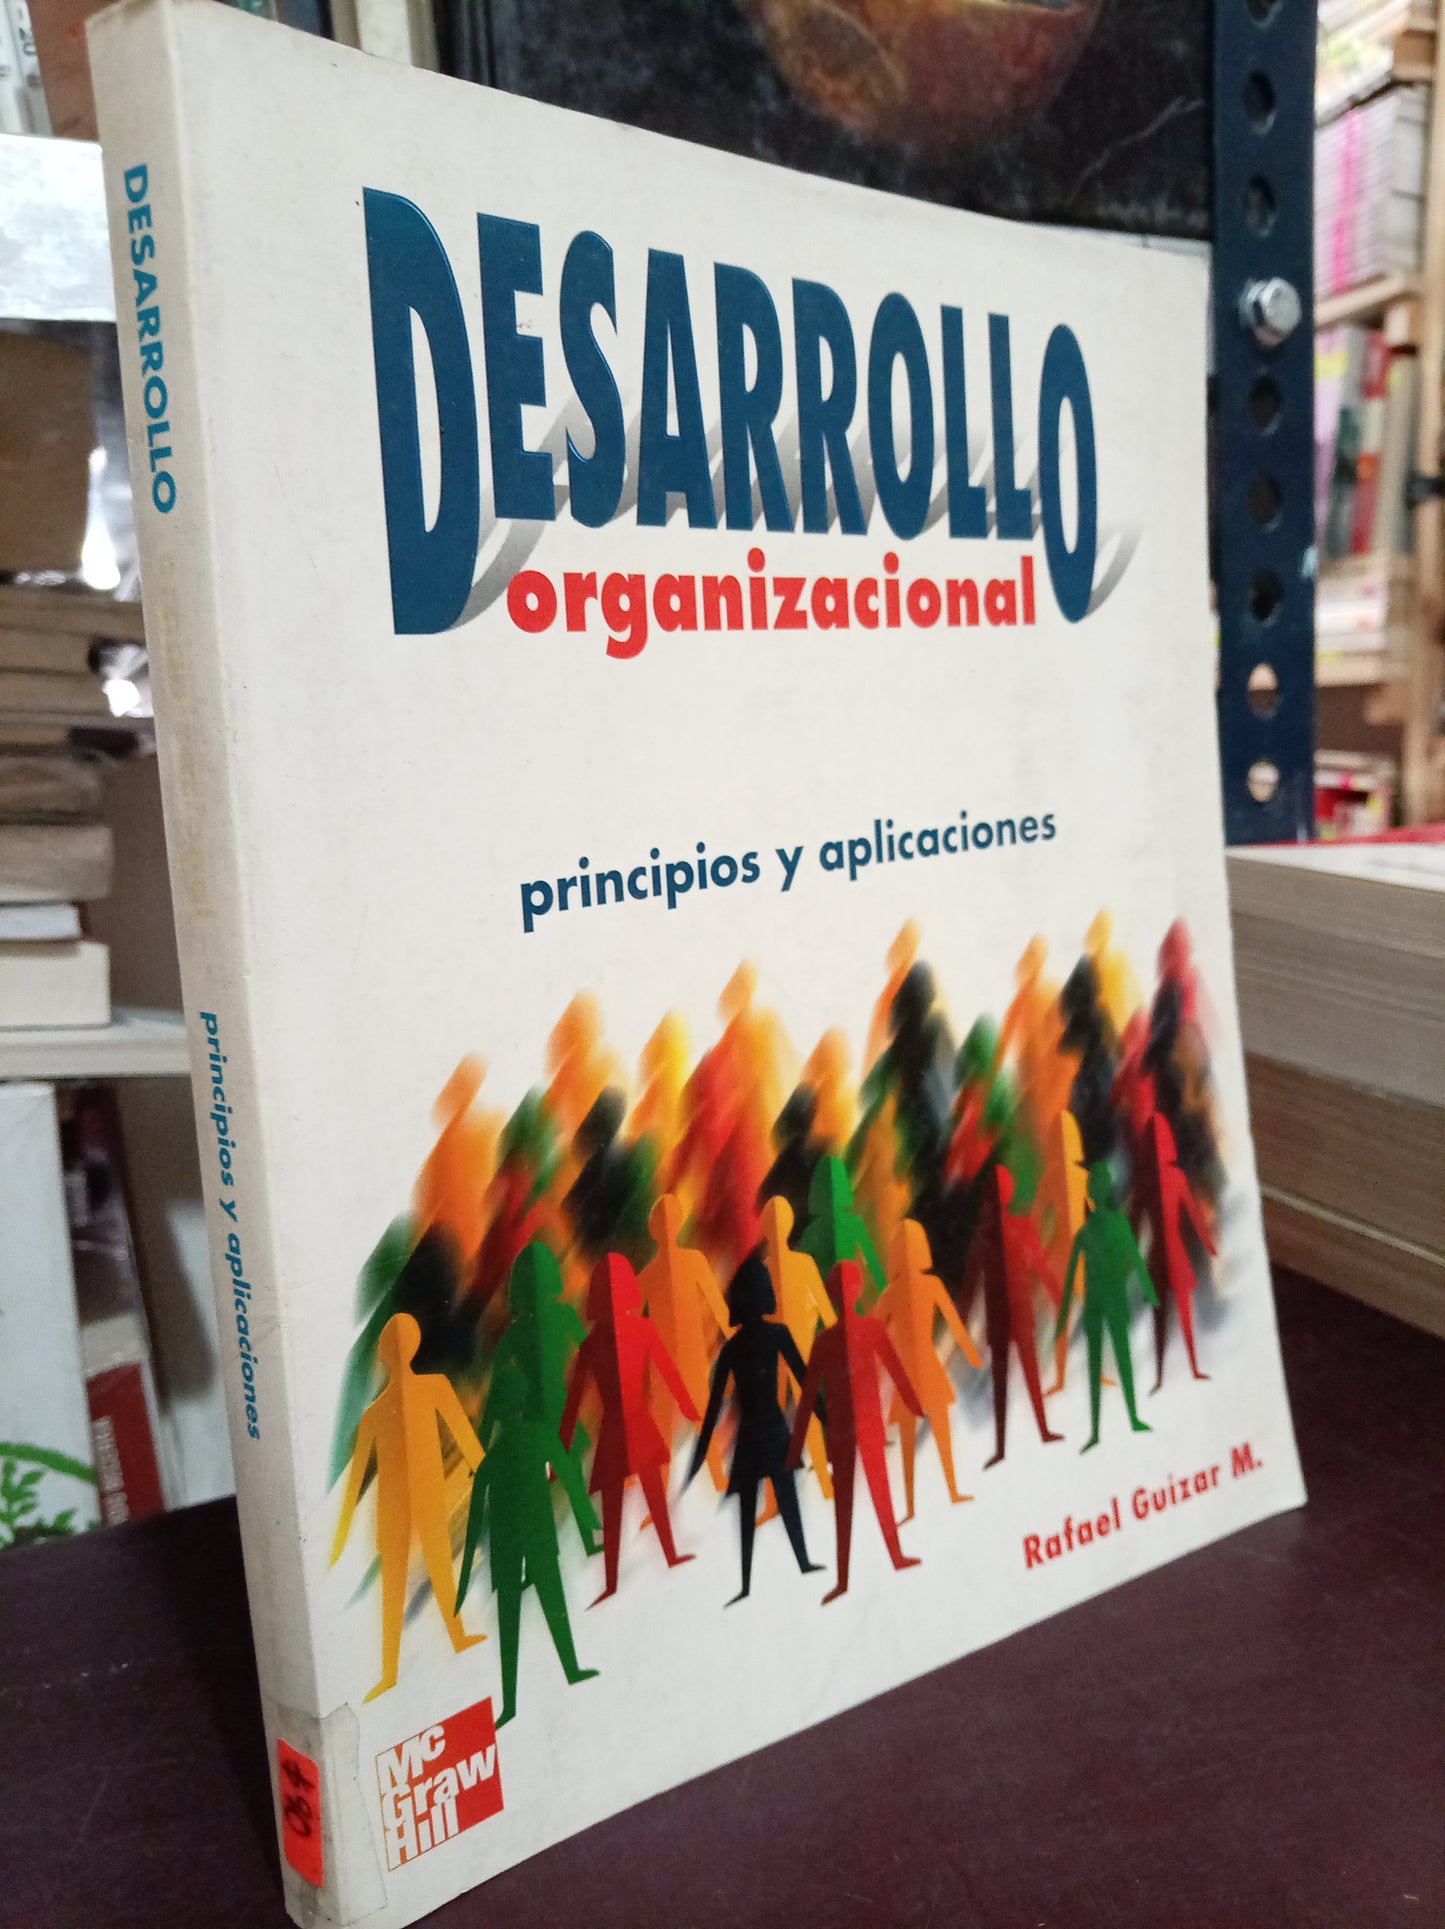 DESARROLLO
organizacional
principios y aplicaciones
Rafael Guizar M.
Mc
Graw
Hill
DESARROLLO
principios y aplicaciones